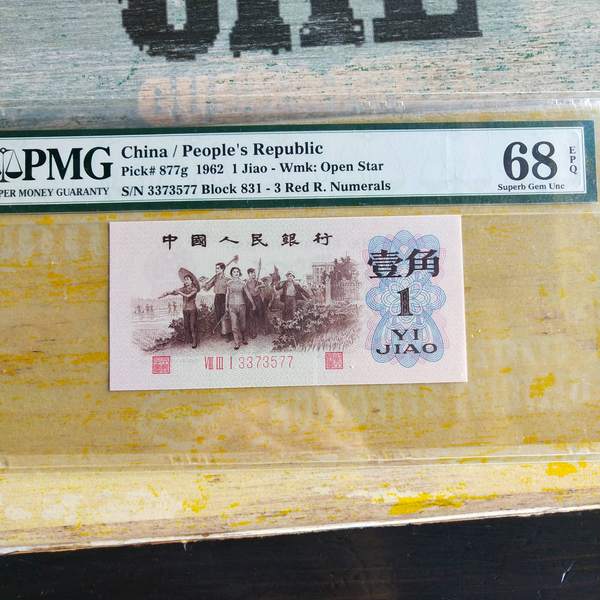 PMG
PER MONEY GUARANTY
China / People's Republic
Pick# 877g 1962 1 Jiao - Wmk: Open Star
S/N 3373577 Block 831 - 3 Red R. Numerals
68
EPQ
Superb Gem Unc
中國人民銀行
壹角
1
YI
JIAO
VIII III I 3373577